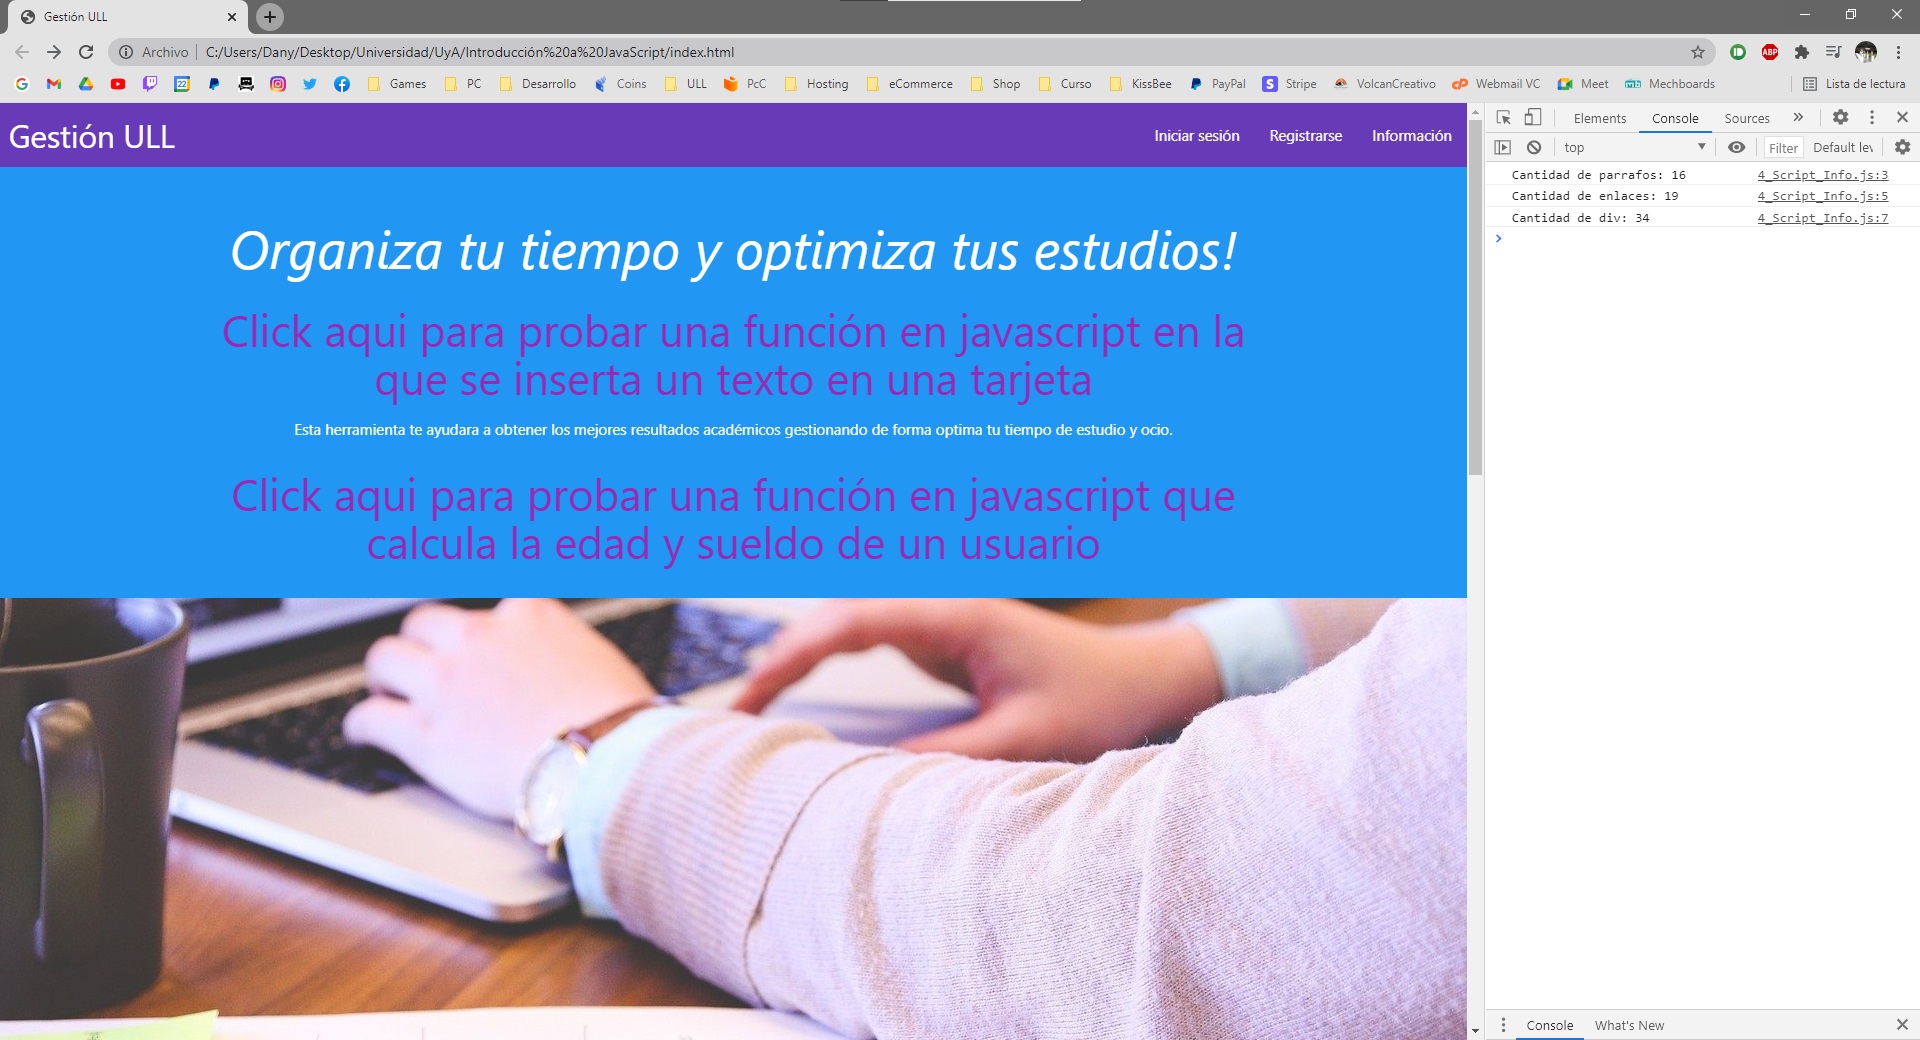 Gestión ULL
Archivo C:/Users/Dany/Desktop/Universidad/UyA/Introducción%20a%20JavaScript/index.html
ABP
22 Games PC Desarrollo Coins ULL PcC Hosting eCommerce Shop Curso KissBee PayPal Stripe VolcanCreativo Webmail VC Meet Mechboards Lista de lectura
Gestión ULL
Iniciar sesión Registrarse Información
Organiza tu tiempo y optimiza tus estudios!
Click aqui para probar una función en javascript en la
que se inserta un texto en una tarjeta
Esta herramienta te ayudara a obtener los mejores resultados académicos gestionando de forma optima tu tiempo de estudio y ocio.
Click aqui para probar una función en javascript que
calcula la edad y sueldo de un usuario
Elements Console Sources
top Filter Default lev
Cantidad de parrafos: 16 4_Script_Info.js:3
Cantidad de enlaces: 19 4_Script_Info.js:5
Cantidad de div: 34 4_Script_Info.js:7
Console What's New